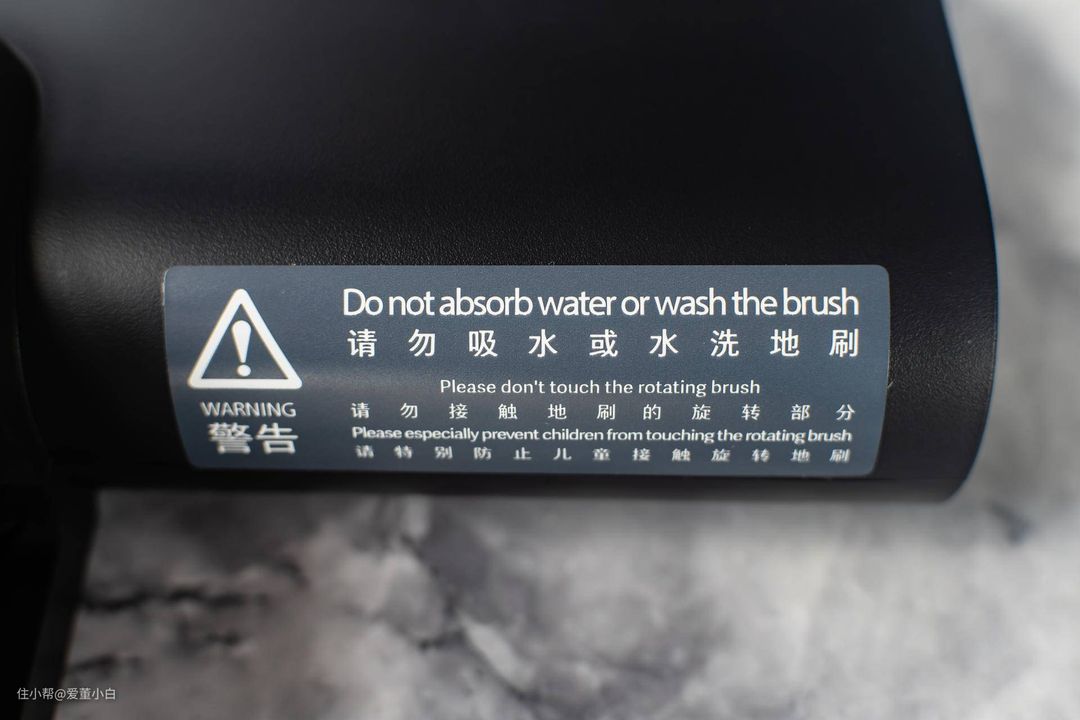 Do not absorb water or wash the brush
请勿吸水或水洗地刷
Please don't touch the rotating brush
请勿接触地刷的旋转部分
Please especially prevent children from touching the rotating brush
请特别防止儿童接触旋转地刷
WARNING
警告
住小帮@爱董小白